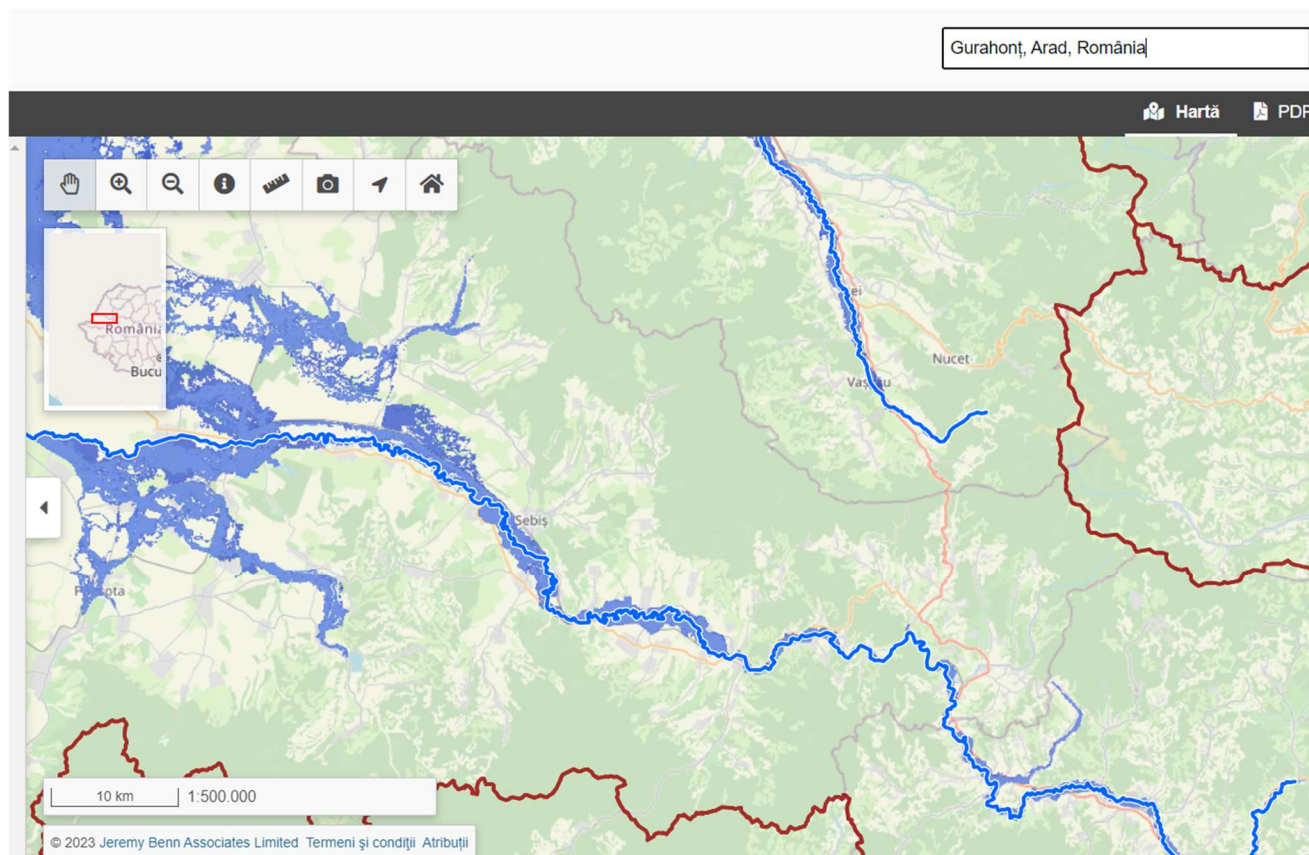 Gurahonț, Arad, România
Hartă
PDF
România
Bucu
ei
Nucet
Sebiș
10 km
1:500.000
© 2023 Jeremy Benn Associates Limited Termeni și condiții Atribuții